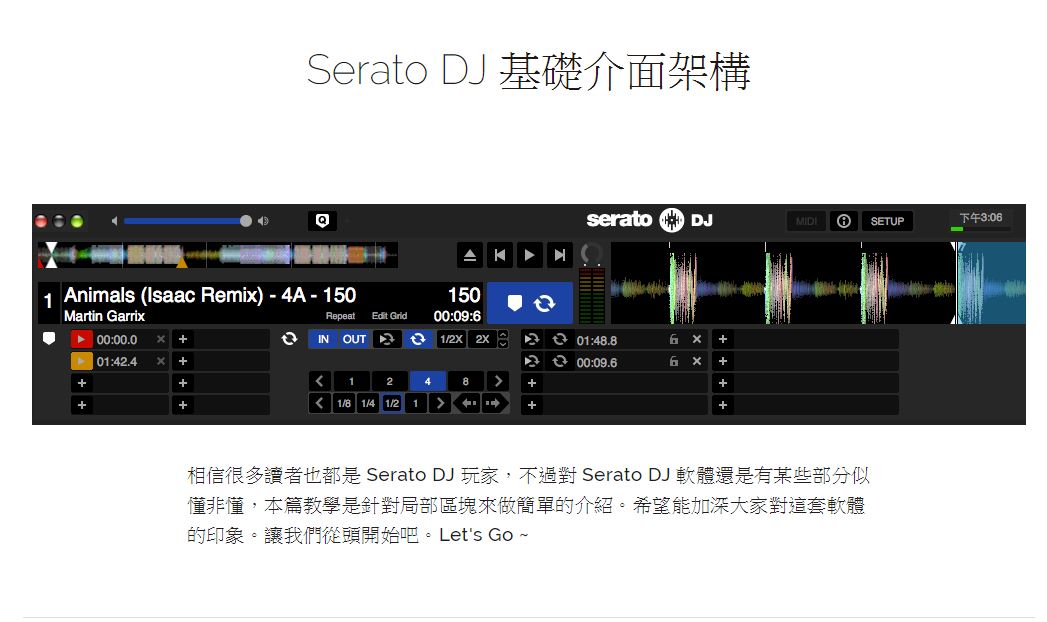 Serato DJ 基礎介面架構
serato DJ
MIDI
SETUP
下午3:06
1
Animals (Isaac Remix) - 4A - 150
150
Martin Garrix
Repeat
Edit Grid
00:09:6
00:00.0
IN
OUT
1/2X
2X
01:48.8
01:42.4
00:09.6
1
2
4
8
1/8
1/4
1/2
1
相信很多讀者也都是 Serato DJ 玩家，不過對 Serato DJ 軟體還是有某些部分似
懂非懂，本篇教學是針對局部區塊來做簡單的介紹。希望能加深大家對這套軟體
的印象。讓我們從頭開始吧。Let's Go ~